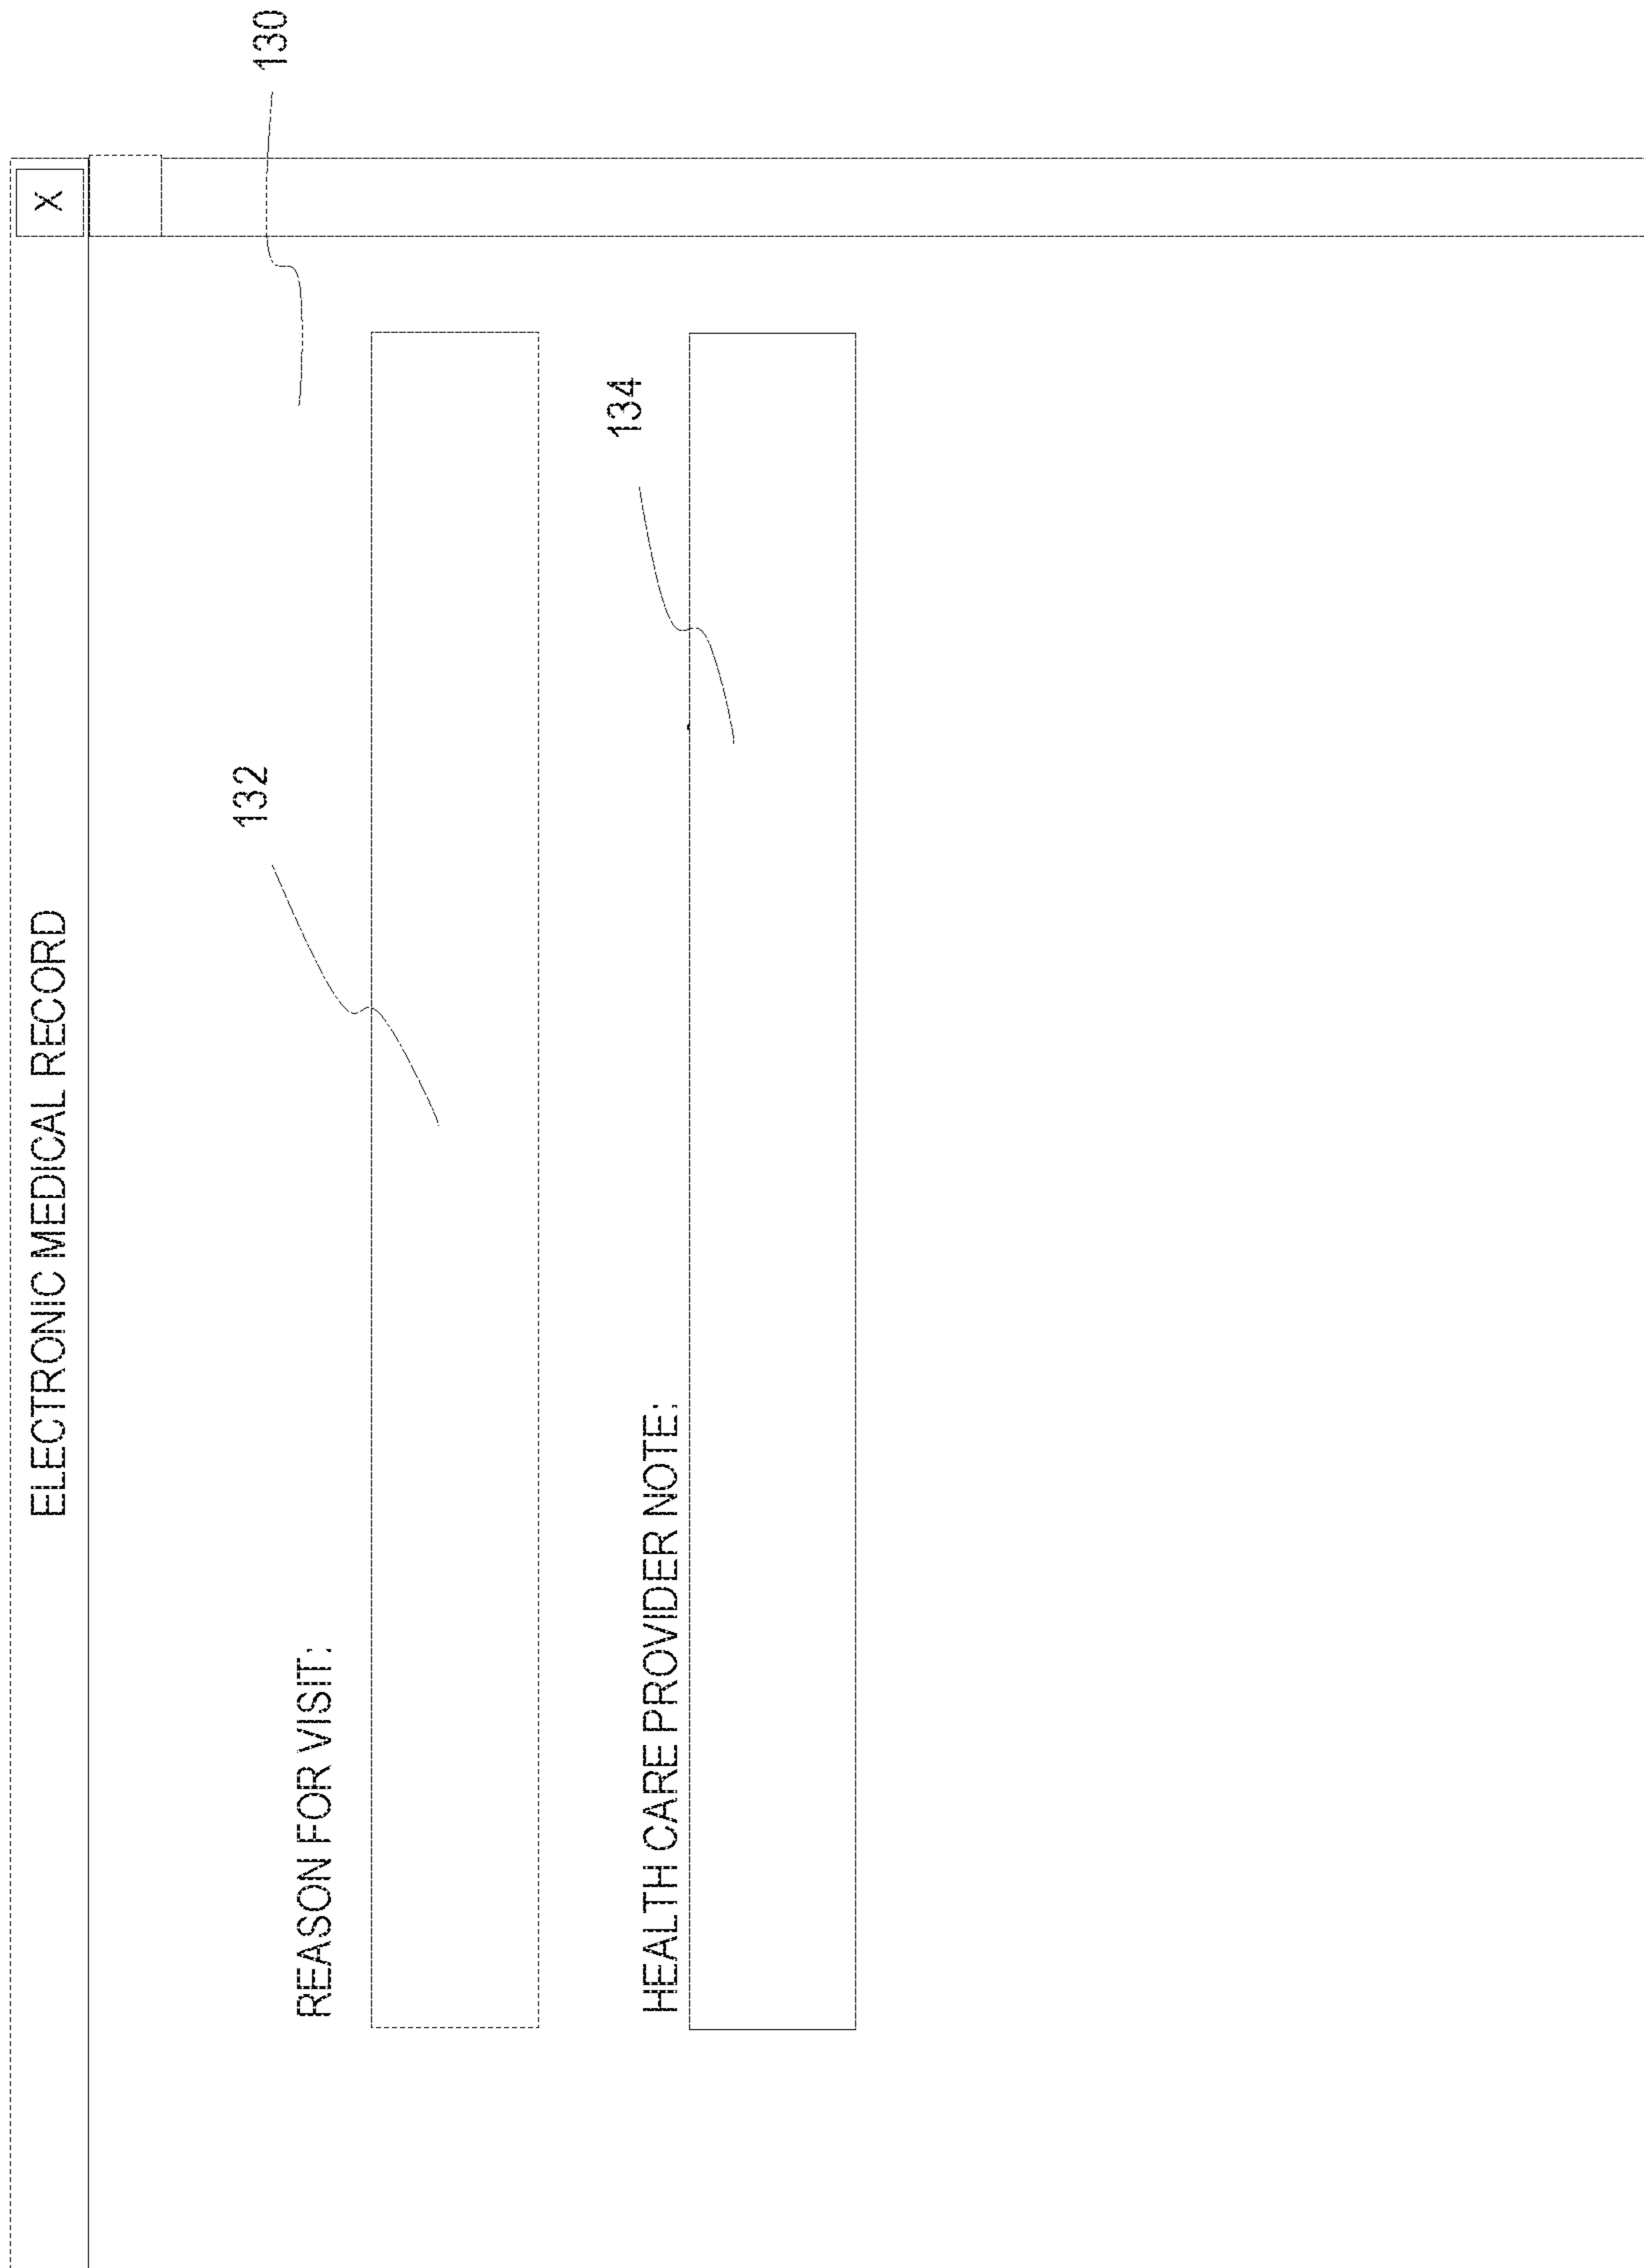 130
ELECTRONIC MEDICAL RECORD
X
132
REASON FOR VISIT:
134
HEALTH CARE PROVIDER NOTE: